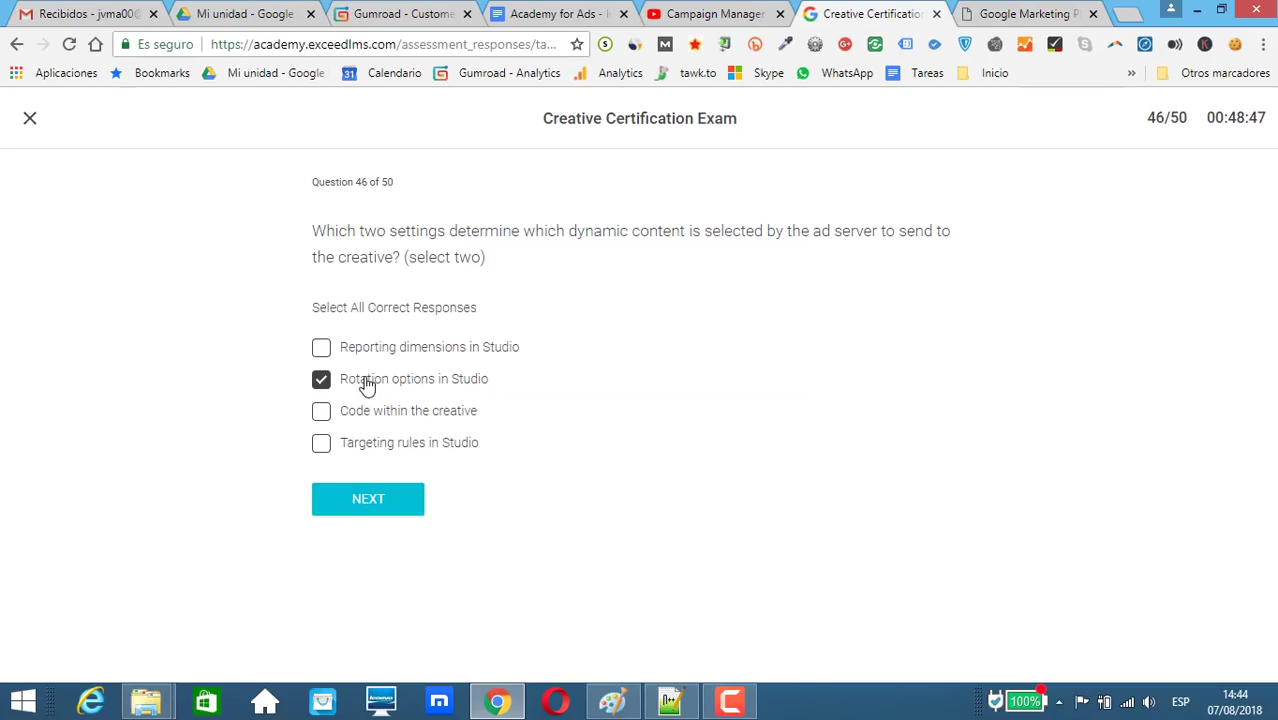 Recibidos - jvma00@
Mi unidad - Google
Gumroad - Custome
Academy for Ads - I
Campaign Manager
Creative Certification
Google Marketing P
Es seguro
https://academy.exceedlms.com/assessment_responses/ta...
Aplicaciones
Bookmark
Mi unidad - Google
Calendario
Gumroad - Analytics
Analytics
tawk.to
Skype
WhatsApp
Tareas
Inicio
»
Otros marcadores
Creative Certification Exam
46/50
00:48:47
Question 46 of 50
Which two settings determine which dynamic content is selected by the ad server to send to
the creative? (select two)
Select All Correct Responses
Reporting dimensions in Studio
Rotation options in Studio
Code within the creative
Targeting rules in Studio
NEXT
100%
ESP
14:44
07/08/2018